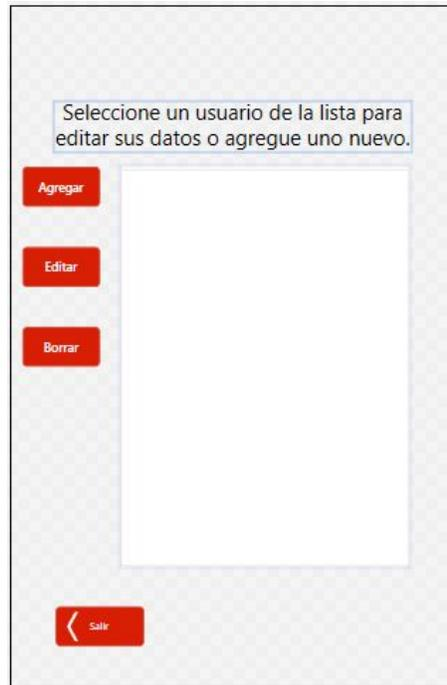 Seleccione un usuario de la lista para
editar sus datos o agregue uno nuevo.
Agregar
Editar
Borrar
Salir